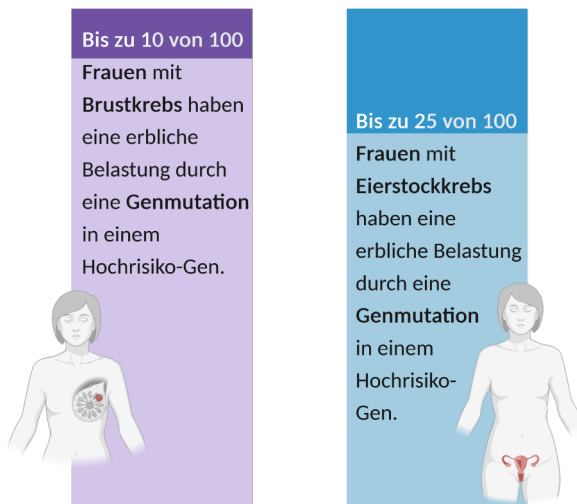 Bis zu 10 von 100
Frauen mit
Brustkrebs haben
eine erbliche
Belastung durch
eine Genmutation
in einem
Hochrisiko-Gen.
Bis zu 25 von 100
Frauen mit
Eierstockkrebs
haben eine
erbliche Belastung
durch eine
Genmutation
in einem
Hochrisiko-
Gen.